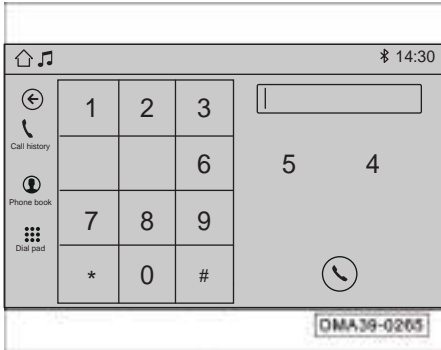 14:30
1 2 3
Call history
6 5 4
Phone book
7 8 9
Dial pad
* 0 #
DMA39-0265